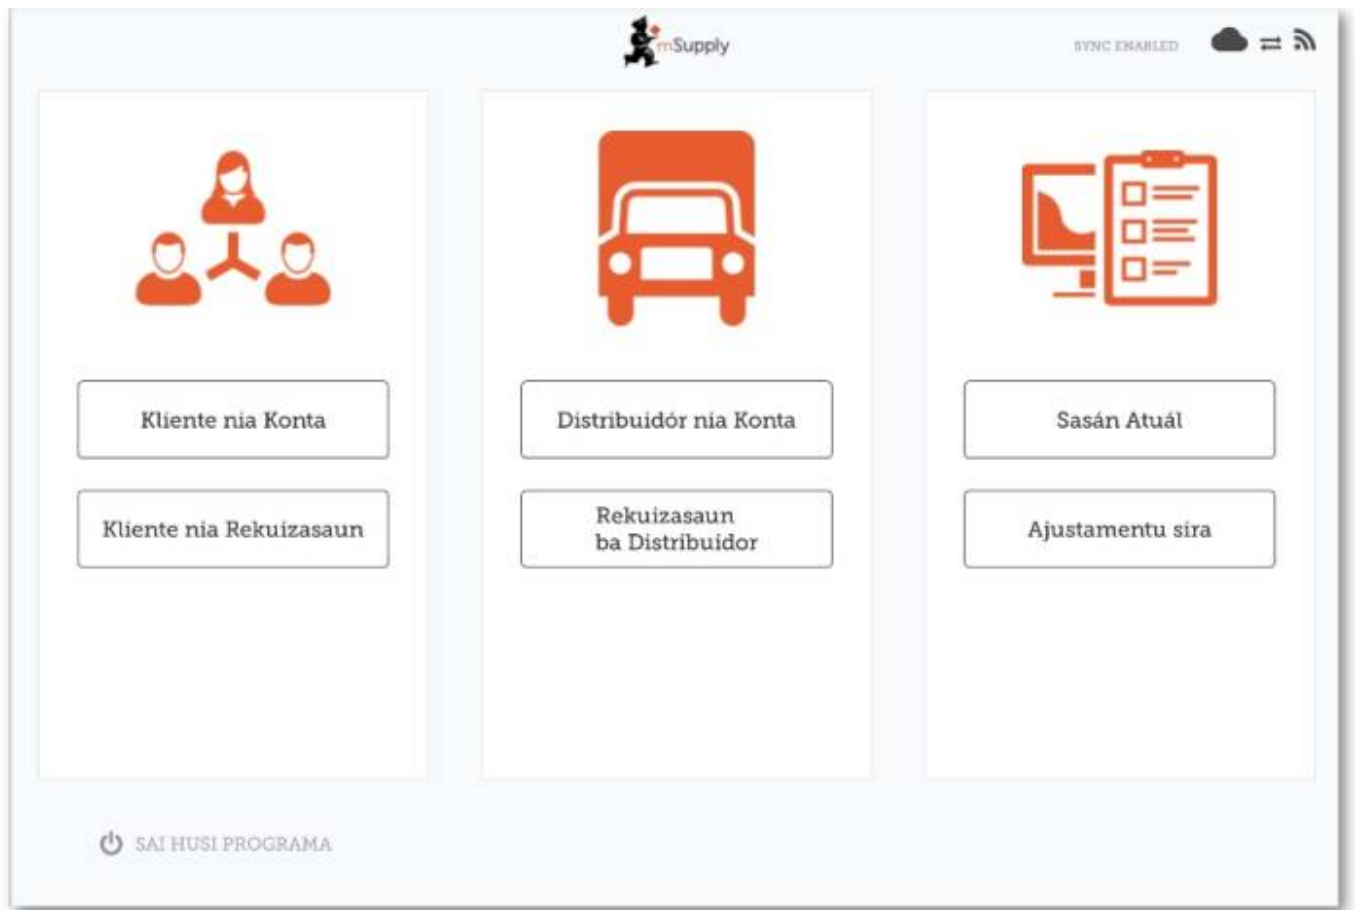 mSupply
SYNC ENABLED
Kliente nia Konta
Kliente nia Rekuizasaun
Distribuidór nia Konta
Rekuizasaun
ba Distribuidor
Sasán Atuál
Ajustamentu sira
SAI HUSI PROGRAMA